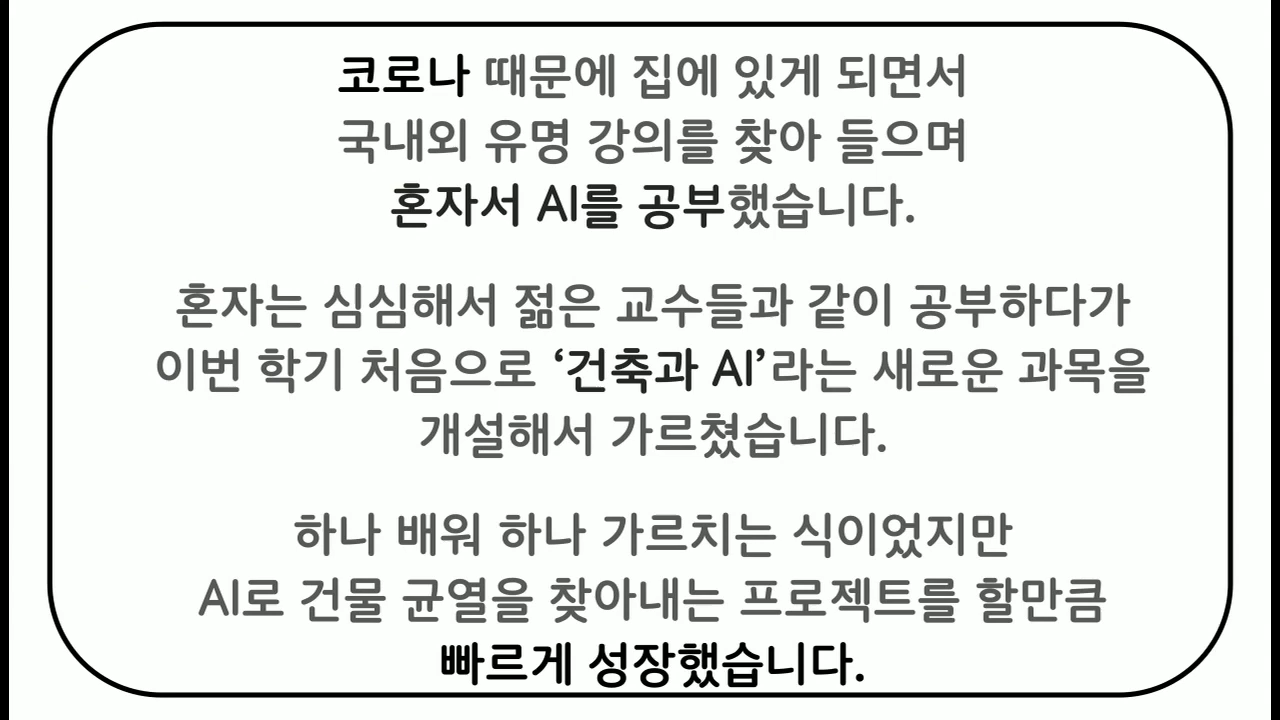 코로나 때문에 집에 있게 되면서
국내외 유명 강의를 찾아 들으며
혼자서 AI를 공부했습니다.
혼자는 심심해서 젊은 교수들과 같이 공부하다가
이번 학기 처음으로 ‘건축과 AI’라는 새로운 과목을
개설해서 가르쳤습니다.
하나 배워 하나 가르치는 식이었지만
AI로 건물 균열을 찾아내는 프로젝트를 할만큼
빠르게 성장했습니다.